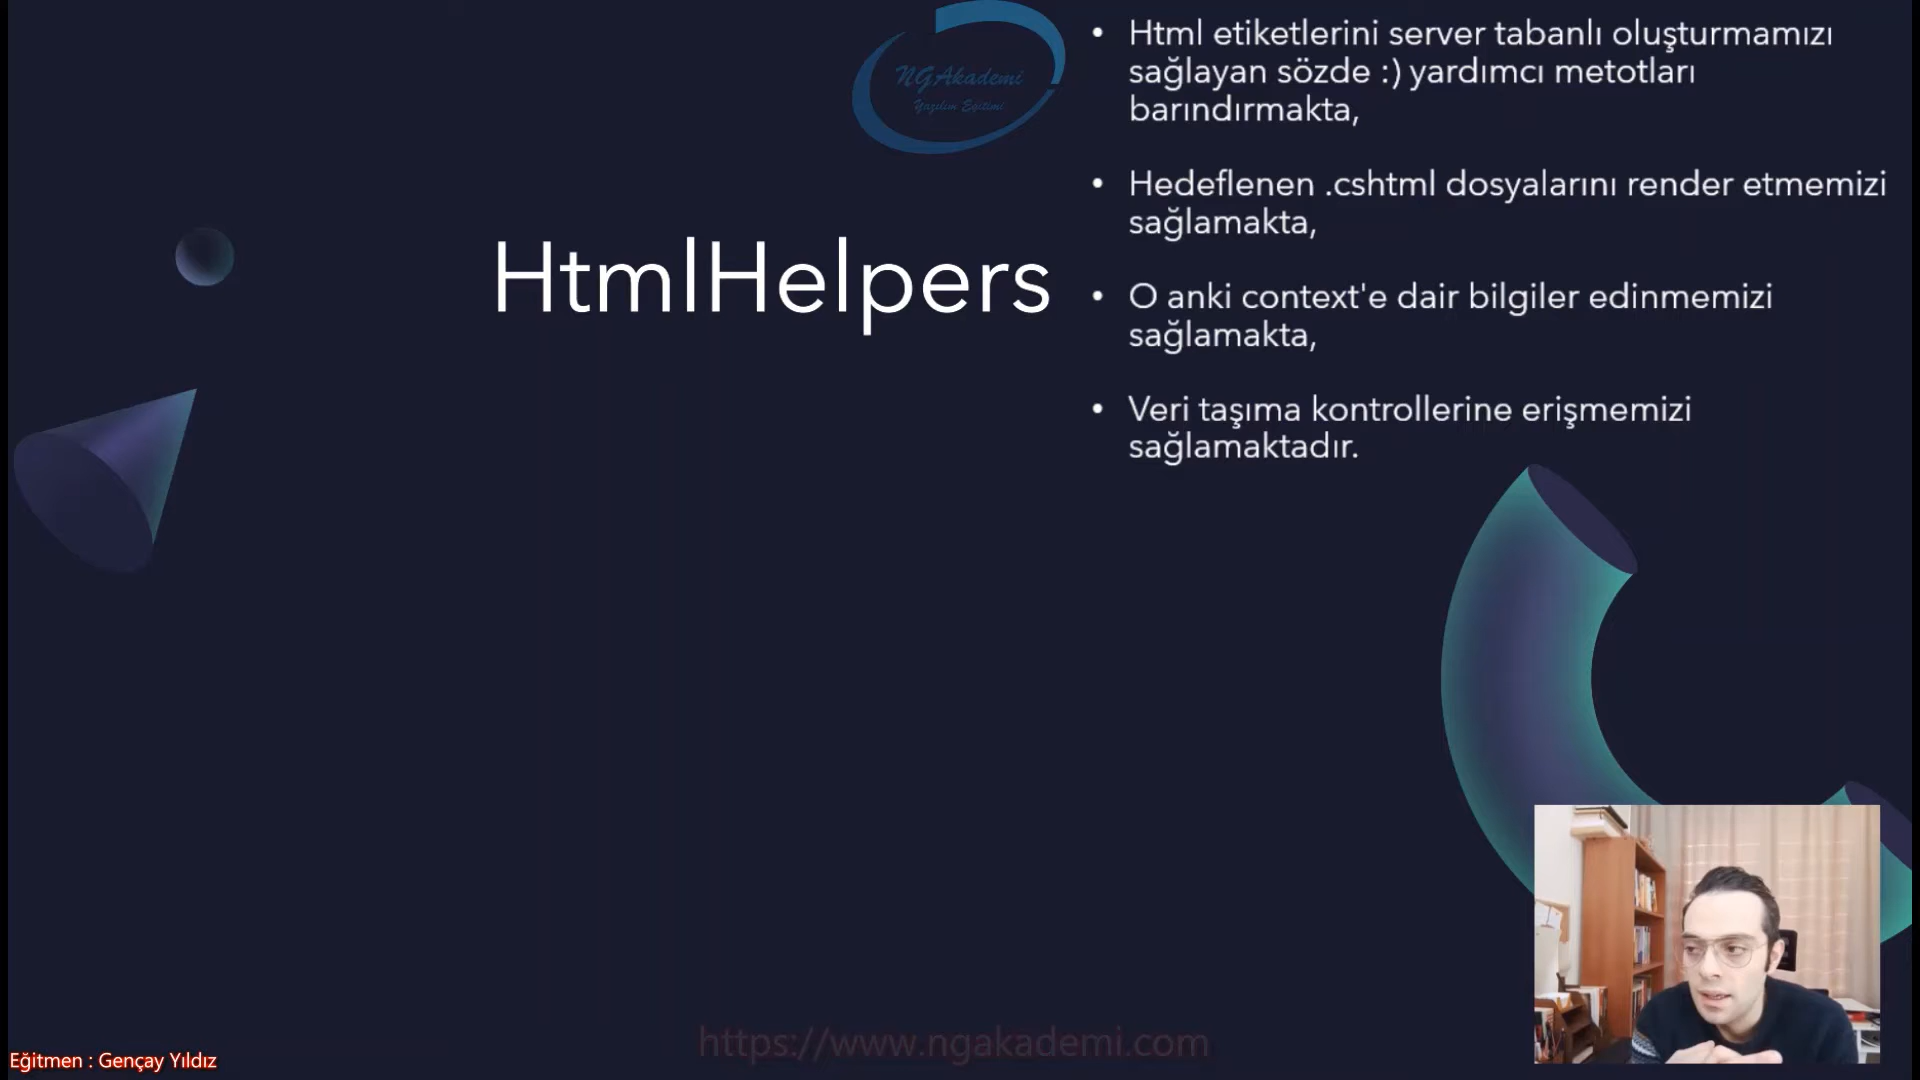 NGAkademi
Yazılım Eğitimi
HtmlHelpers
• Html etiketlerini server tabanlı oluşturmamızı
sağlayan sözde :) yardımcı metotları
barındırmakta,
• Hedeflenen .cshtml dosyalarını render etmemizi
sağlamakta,
• O anki context'e dair bilgiler edinmemizi
sağlamakta,
• Veri taşıma kontrollerine erişmemizi
sağlamaktadır.
https://www.ngakademi.com
Eğitmen : Gençay Yıldız